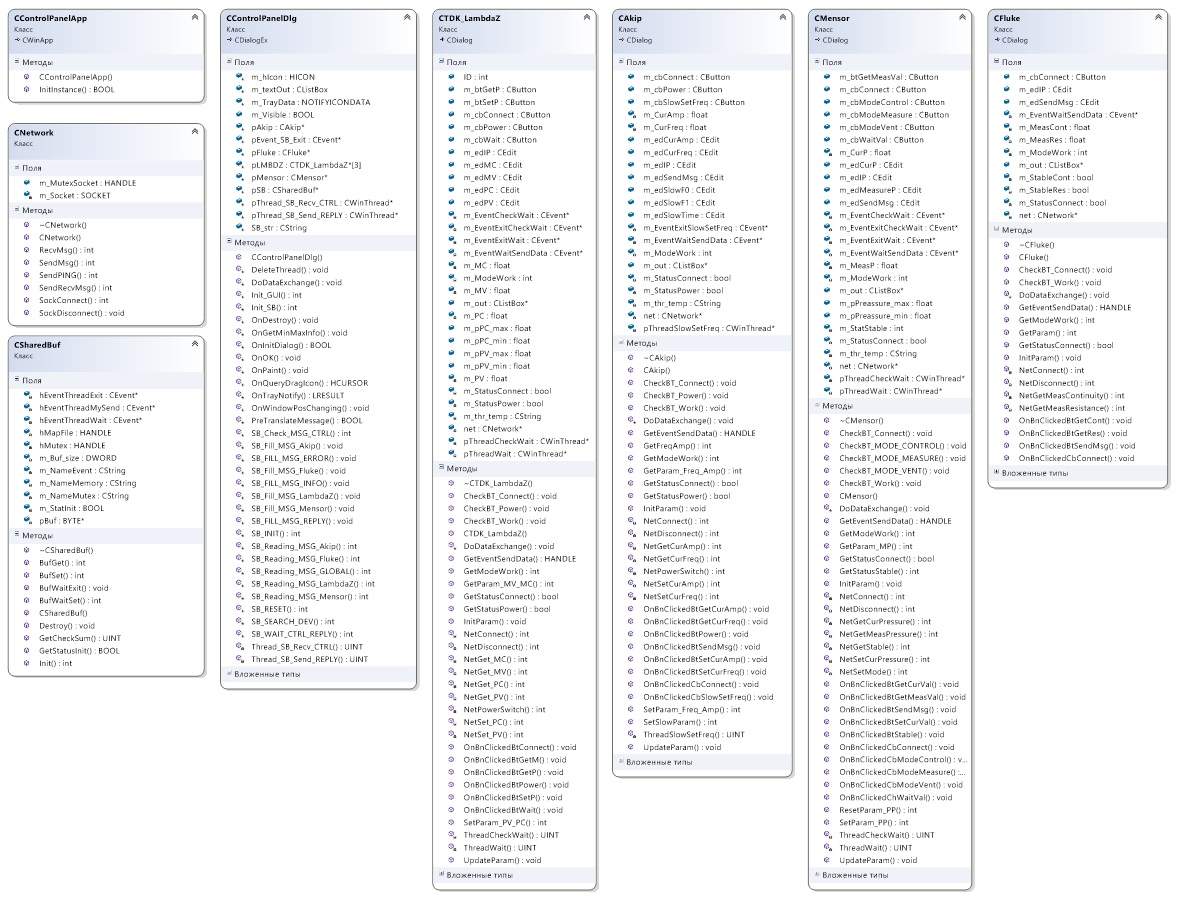 CControlPanelApp
Класс
CWinApp
Методы
CControlPanelApp()
InitInstance() : BOOL
CNetwork
Класс
Поля
m_MutexSocket : HANDLE
m_Socket : SOCKET
Методы
~CNetwork()
CNetwork()
RecvMsg() : int
SendMsg() : int
SendPING() : int
SendRecvMsg() : int
SockConnect() : int
SockDisconnect() : void
CSharedBuf
Класс
Поля
hEventThreadExit : CEvent*
hEventThreadMySend : CEvent*
hEventThreadWait : CEvent*
hMapFile : HANDLE
hMutex : HANDLE
m_Buf_size : DWORD
m_NameEvent : CString
m_NameMemory : CString
m_NameMutex : CString
m_StatInit : BOOL
pBuf : BYTE*
Методы
~CSharedBuf()
BufGet() : int
BufSet() : int
BufWaitExit() : void
BufWaitSet() : int
CSharedBuf()
Destroy() : void
GetCheckSum() : UINT
GetStatusInit() : BOOL
Init() : int
CControlPanelDlg
Класс
CDialogEx
Поля
m_hIcon : HICON
m_textOut : CListBox
m_TrayData : NOTIFYICONDATA
m_Visible : BOOL
pAkip : CAkip*
pEvent_SB_Exit : CEvent*
pFluke : CFluke*
pLMBDZ : CTDK_LambdaZ*[3]
pMensor : CMensor*
pSB : CSharedBuf*
pThread_SB_Recv_CTRL : CWinThread*
pThread_SB_Send_REPLY : CWinThread*
SB_str : CString
Методы
CControlPanelDlg()
DeleteThread() : void
DoDataExchange() : void
Init_GUI() : int
Init_SB() : int
OnDestroy() : void
OnGetMinMaxInfo() : void
OnInitDialog() : BOOL
OnOK() : void
OnPaint() : void
OnQueryDragIcon() : HCURSOR
OnTrayNotify() : LRESULT
OnWindowPosChanging() : void
PreTranslateMessage() : BOOL
SB_Check_MSG_CTRL() : int
SB_Fill_MSG_Akip() : void
SB_FILL_MSG_ERROR() : void
SB_Fill_MSG_Fluke() : void
SB_FILL_MSG_INFO() : void
SB_Fill_MSG_LambdaZ() : void
SB_Fill_MSG_Mensor() : void
SB_FILL_MSG_REPLY() : void
SB_INIT() : int
SB_Reading_MSG_Akip() : int
SB_Reading_MSG_Fluke() : int
SB_Reading_MSG_GLOBAL() : int
SB_Reading_MSG_LambdaZ() : int
SB_Reading_MSG_Mensor() : int
SB_RESET() : int
SB_SEARCH_DEV() : int
SB_WAIT_CTRL_REPLY() : int
Thread_SB_Recv_CTRL() : UINT
Thread_SB_Send_REPLY() : UINT
Вложенные типы
CTDK_LambdaZ
Класс
CDialog
Поля
ID : int
m_btGetP : CButton
m_btSetP : CButton
m_cbConnect : CButton
m_cbPower : CButton
m_cbWait : CButton
m_edIP : CEdit
m_edMC : CEdit
m_edMV : CEdit
m_edPC : CEdit
m_edPV : CEdit
m_EventCheckWait : CEvent*
m_EventExitCheckWait : CEvent*
m_EventExitWait : CEvent*
m_EventWaitSendData : CEvent*
m_MC : float
m_ModeWork : int
m_MV : float
m_out : CListBox*
m_PC : float
m_pPC_max : float
m_pPC_min : float
m_pPV_max : float
m_pPV_min : float
m_PV : float
m_StatusConnect : bool
m_StatusPower : bool
m_thr_temp : CString
net : CNetwork*
pThreadCheckWait : CWinThread*
pThreadWait : CWinThread*
Методы
~CTDK_LambdaZ()
CheckBT_Connect() : void
CheckBT_Power() : void
CheckBT_Work() : void
CTDK_LambdaZ()
DoDataExchange() : void
GetEventSendData() : HANDLE
GetModeWork() : int
GetParam_MV_MC() : int
GetStatusConnect() : bool
GetStatusPower() : bool
InitParam() : void
NetConnect() : int
NetDisconnect() : int
NetGet_MC() : int
NetGet_MV() : int
NetGet_PC() : int
NetGet_PV() : int
NetPowerSwitch() : int
NetSet_PC() : int
NetSet_PV() : int
OnBnClickedBtConnect() : void
OnBnClickedBtGetM() : void
OnBnClickedBtGetP() : void
OnBnClickedBtPower() : void
OnBnClickedBtSetP() : void
OnBnClickedBtWait() : void
SetParam_PV_PC() : int
ThreadCheckWait() : UINT
ThreadWait() : UINT
UpdateParam() : void
Вложенные типы
CAkip
Класс
CDialog
Поля
m_cbConnect : CButton
m_cbPower : CButton
m_cbSlowSetFreq : CButton
m_CurAmp : float
m_CurFreq : float
m_edCurAmp : CEdit
m_edCurFreq : CEdit
m_edIP : CEdit
m_edSendMsg : CEdit
m_edSlowF0 : CEdit
m_edSlowF1 : CEdit
m_edSlowTime : CEdit
m_EventExitSlowSetFreq : CEvent*
m_EventWaitSendData : CEvent*
m_ModeWork : int
m_out : CListBox*
m_StatusConnect : bool
m_StatusPower : bool
m_thr_temp : CString
net : CNetwork*
pThreadSlowSetFreq : CWinThread*
Методы
~CAkip()
CAkip()
CheckBT_Connect() : void
CheckBT_Power() : void
CheckBT_Work() : void
DoDataExchange() : void
GetEventSendData() : HANDLE
GetFreqAmp() : int
GetModeWork() : int
GetParam_Freq_Amp() : int
GetStatusConnect() : bool
GetStatusPower() : bool
InitParam() : void
NetConnect() : int
NetDisconnect() : int
NetGetCurAmp() : int
NetGetCurFreq() : int
NetPowerSwitch() : int
NetSetCurAmp() : int
NetSetCurFreq() : int
OnBnClickedBtGetCurAmp() : void
OnBnClickedBtGetCurFreq() : void
OnBnClickedBtPower() : void
OnBnClickedBtSendMsg() : void
OnBnClickedBtSetCurAmp() : void
OnBnClickedBtSetCurFreq() : void
OnBnClickedCbConnect() : void
OnBnClickedCbSlowSetFreq() : void
SetParam_Freq_Amp() : int
SetSlowParam() : int
ThreadSlowSetFreq() : UINT
UpdateParam() : void
Вложенные типы
CMensor
Класс
CDialog
Поля
m_btGetMeasVal : CButton
m_cbConnect : CButton
m_cbModeControl : CButton
m_cbModeMeasure : CButton
m_cbModeVent : CButton
m_cbWaitVal : CButton
m_CurP : float
m_edCurP : CEdit
m_edIP : CEdit
m_edMeasureP : CEdit
m_edSendMsg : CEdit
m_EventCheckWait : CEvent*
m_EventExitCheckWait : CEvent*
m_EventExitWait : CEvent*
m_EventWaitSendData : CEvent*
m_MeasP : float
m_ModeWork : int
m_out : CListBox*
m_pPreassure_max : float
m_pPreassure_min : float
m_StatStable : int
m_StatusConnect : bool
m_thr_temp : CString
net : CNetwork*
pThreadCheckWait : CWinThread*
pThreadWait : CWinThread*
Методы
~CMensor()
CheckBT_Connect() : void
CheckBT_MODE_CONTROL() : void
CheckBT_MODE_MEASURE() : void
CheckBT_MODE_VENT() : void
CheckBT_Work() : void
CMensor()
DoDataExchange() : void
GetEventSendData() : HANDLE
GetModeWork() : int
GetParam_MP() : int
GetStatusConnect() : bool
GetStatusStable() : int
InitParam() : void
NetConnect() : int
NetDisconnect() : int
NetGetCurPressure() : int
NetGetMeasPressure() : int
NetGetStable() : int
NetSetCurPressure() : int
NetSetMode() : int
OnBnClickedBtGetCurVal() : void
OnBnClickedBtGetMeasVal() : void
OnBnClickedBtSendMsg() : void
OnBnClickedBtSetCurVal() : void
OnBnClickedBtStable() : void
OnBnClickedCbConnect() : void
OnBnClickedCbModeControl() : v...
OnBnClickedCbModeMeasure() :...
OnBnClickedCbModeVent() : void
OnBnClickedChWaitVal() : void
ResetParam_PP() : int
SetParam_PP() : int
ThreadCheckWait() : UINT
ThreadWait() : UINT
UpdateParam() : void
Вложенные типы
CFluke
Класс
CDialog
Поля
m_cbConnect : CButton
m_edIP : CEdit
m_edSendMsg : CEdit
m_EventWaitSendData : CEvent*
m_MeasCont : float
m_MeasRes : float
m_ModeWork : int
m_out : CListBox*
m_StableCont : bool
m_StableRes : bool
m_StatusConnect : bool
net : CNetwork*
Методы
~CFluke()
CFluke()
CheckBT_Connect() : void
CheckBT_Work() : void
DoDataExchange() : void
GetEventSendData() : HANDLE
GetModeWork() : int
GetParam() : int
GetStatusConnect() : bool
InitParam() : void
NetConnect() : int
NetDisconnect() : int
NetGetMeasContinuity() : int
NetGetMeasResistance() : int
OnBnClickedBtGetCont() : void
OnBnClickedBtGetRes() : void
OnBnClickedBtSendMsg() : void
OnBnClickedCbConnect() : void
Вложенные типы